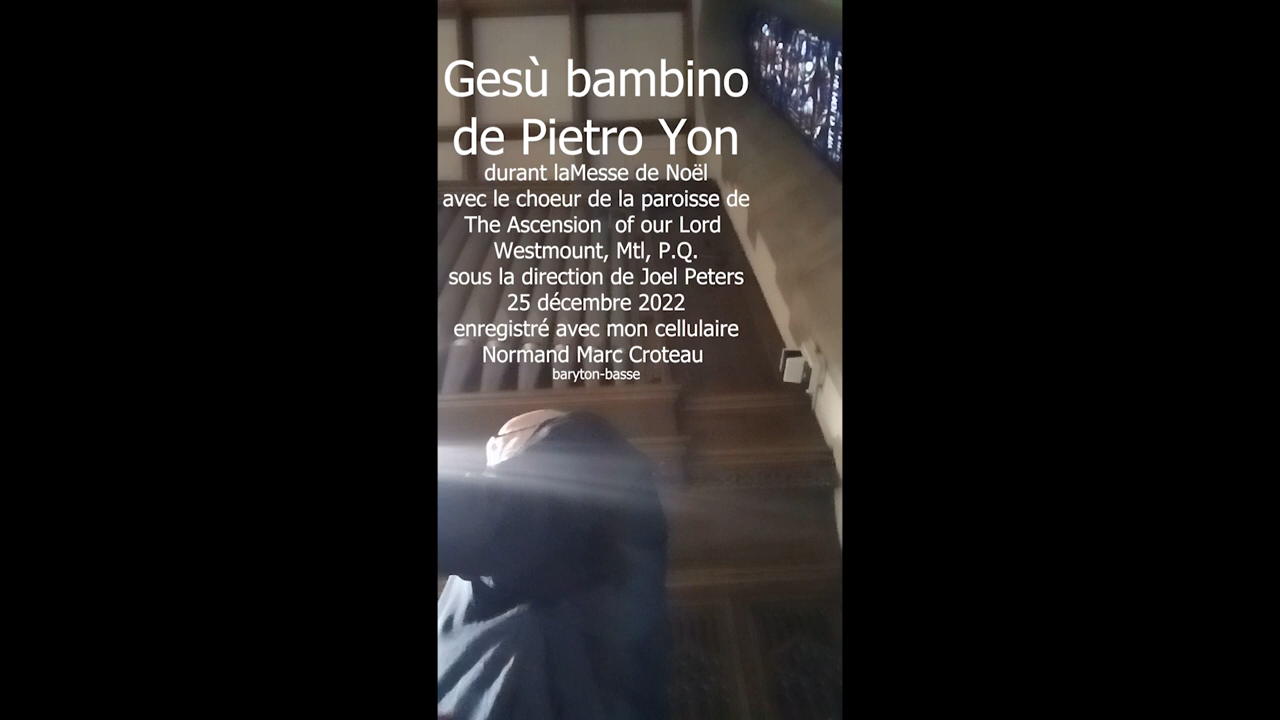 Gesù bambino
de Pietro Yon
durant laMesse de Noël
avec le choeur de la paroisse de
The Ascension  of our Lord
Westmount, Mtl, P.Q.
sous la direction de Joel Peters
25 décembre 2022
enregistré avec mon cellulaire
Normand Marc Croteau
baryton-basse